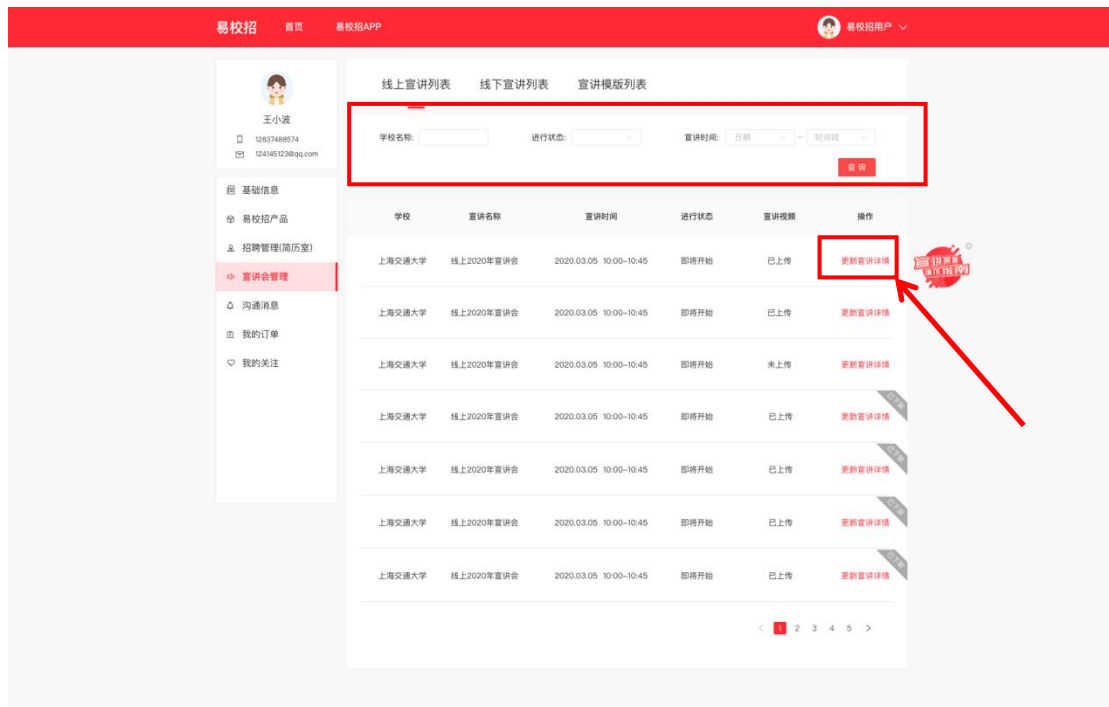 易校招 首页 易校招APP 易校招用户
王小波
12837488574
124145123@qq.com
基础信息
易校招产品
招聘管理(简历室)
宣讲会管理
沟通消息
我的订单
我的关注
线上宣讲列表 线下宣讲列表 宣讲模版列表
学校名称: 进行状态: 宣讲时间: 日期 – 时间段
查 询
学校 宣讲名称 宣讲时间 进行状态 宣讲视频 操作
上海交通大学 线上2020年宣讲会 2020.03.05 10:00–10:45 即将开始 已上传 更新宣讲详情
上海交通大学 线上2020年宣讲会 2020.03.05 10:00–10:45 即将开始 已上传 更新宣讲详情
上海交通大学 线上2020年宣讲会 2020.03.05 10:00–10:45 即将开始 未上传 更新宣讲详情
已下架
上海交通大学 线上2020年宣讲会 2020.03.05 10:00–10:45 即将开始 已上传 更新宣讲详情
已下架
上海交通大学 线上2020年宣讲会 2020.03.05 10:00–10:45 即将开始 已上传 更新宣讲详情
已下架
上海交通大学 线上2020年宣讲会 2020.03.05 10:00–10:45 即将开始 已上传 更新宣讲详情
已下架
上海交通大学 线上2020年宣讲会 2020.03.05 10:00–10:45 即将开始 已上传 更新宣讲详情
< 1 2 3 4 5 >
操作指南